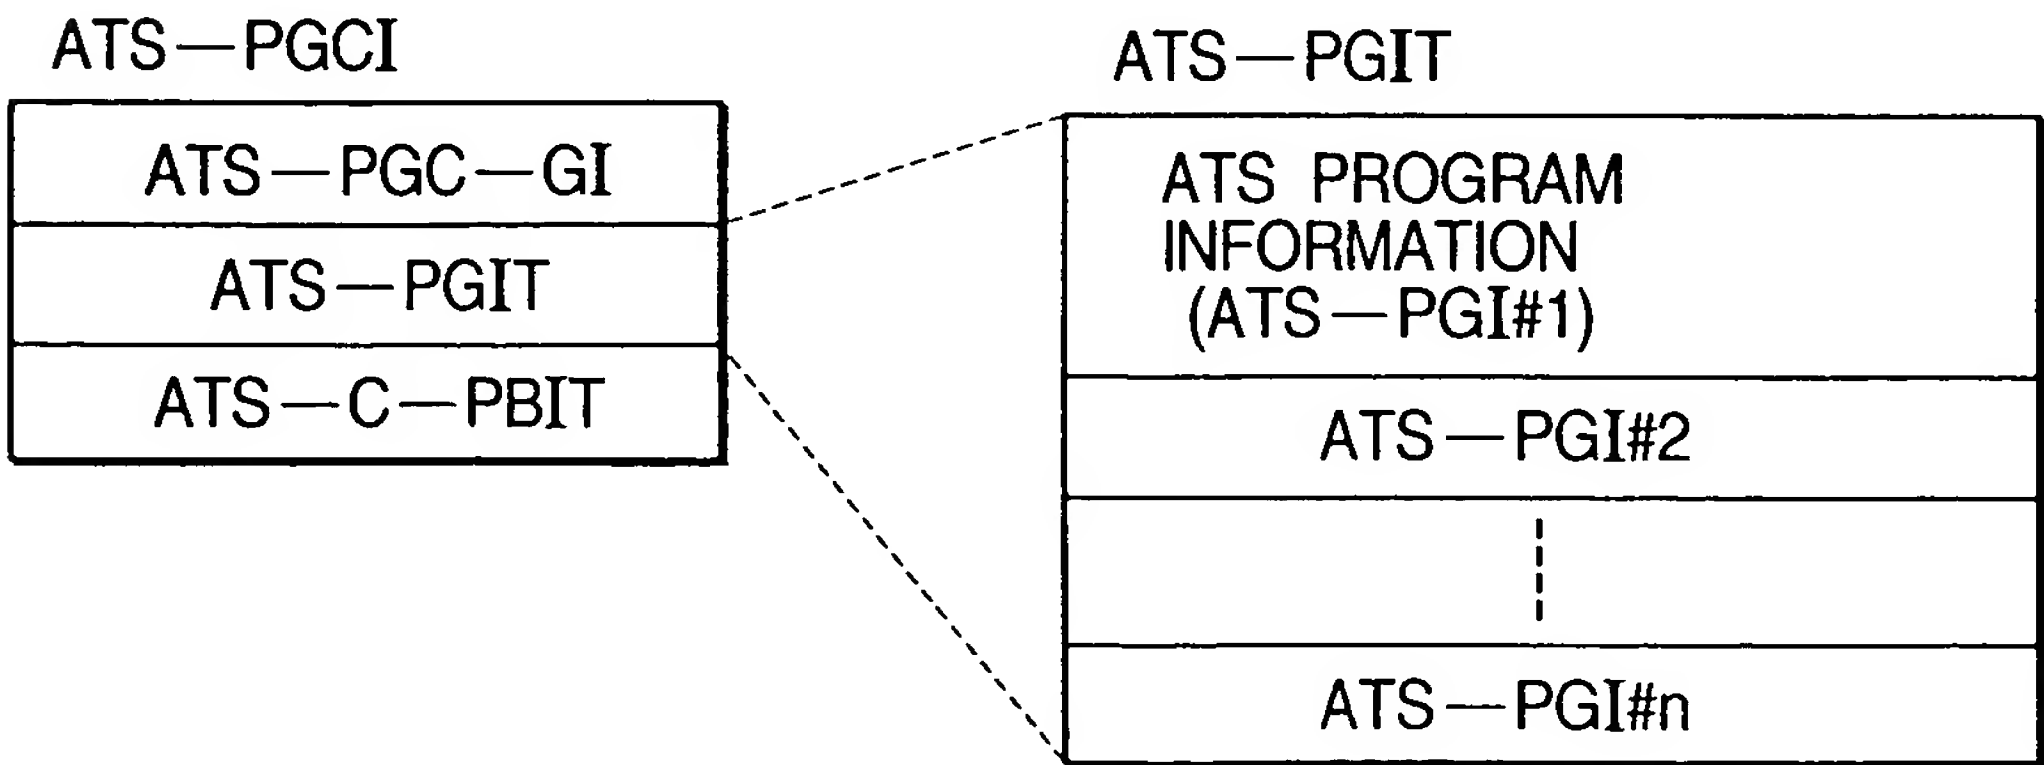 ATS—PGCI
ATS—PGC—GI
ATS—PGIT
ATS—C—PBIT
ATS—PGIT
ATS PROGRAM
INFORMATION
(ATS—PGI#1)
ATS—PGI#2
ATS—PGI#n